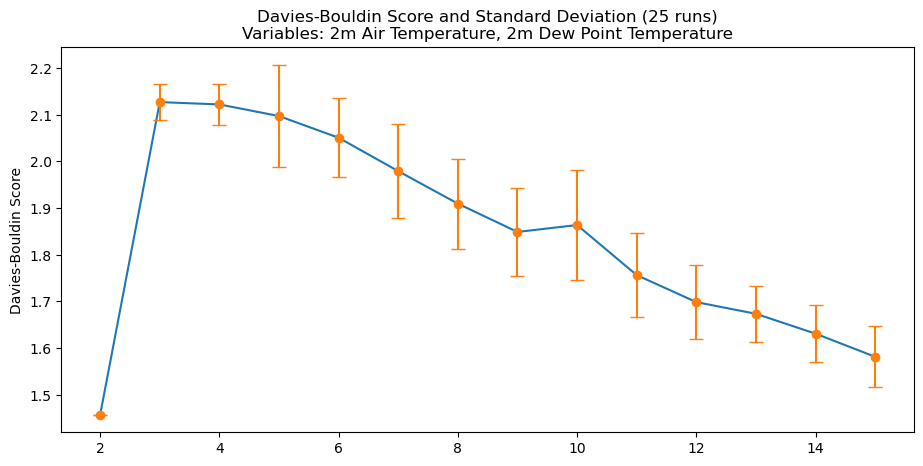 Davies-Bouldin Score and Standard Deviation (25 runs)
Variables: 2m Air Temperature, 2m Dew Point Temperature
Davies-Bouldin Score
2.2
2.1
2.0
1.9
1.8
1.7
1.6
1.5
2 4 6 8 10 12 14